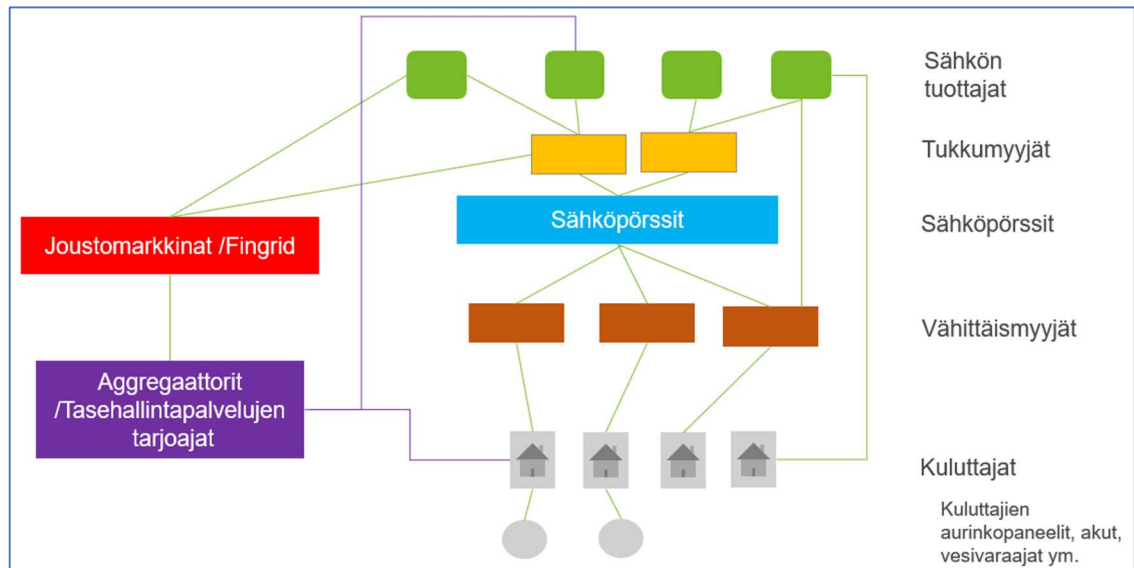 Sähkön
tuottajat
Tukkumyyjät
Sähköpörssit
Sähköpörssit
Joustomarkkinat /Fingrid
Vähittäismyyjät
Aggregaattorit
/Tasehallintapalvelujen
tarjoajat
Kuluttajat
Kuluttajien
aurinkopaneelit, akut,
vesivaraajat ym.